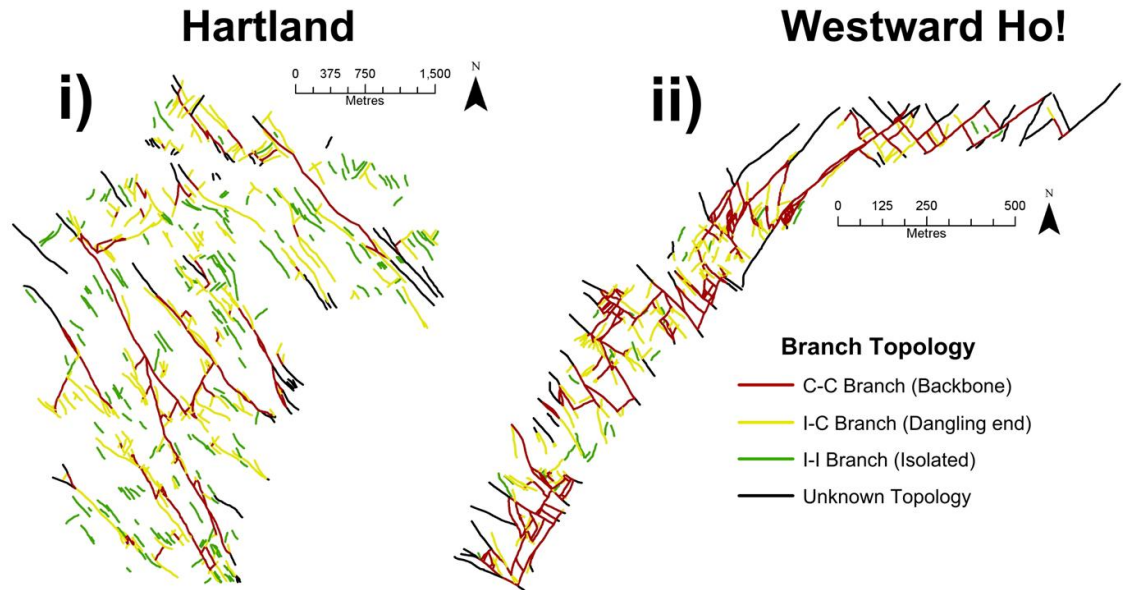 Hartland
Westward Ho!
i)
0 375 750 1,500
Metres
N
ii)
N
0 125 250 500
Metres
Branch Topology
C-C Branch (Backbone)
I-C Branch (Dangling end)
I-I Branch (Isolated)
Unknown Topology